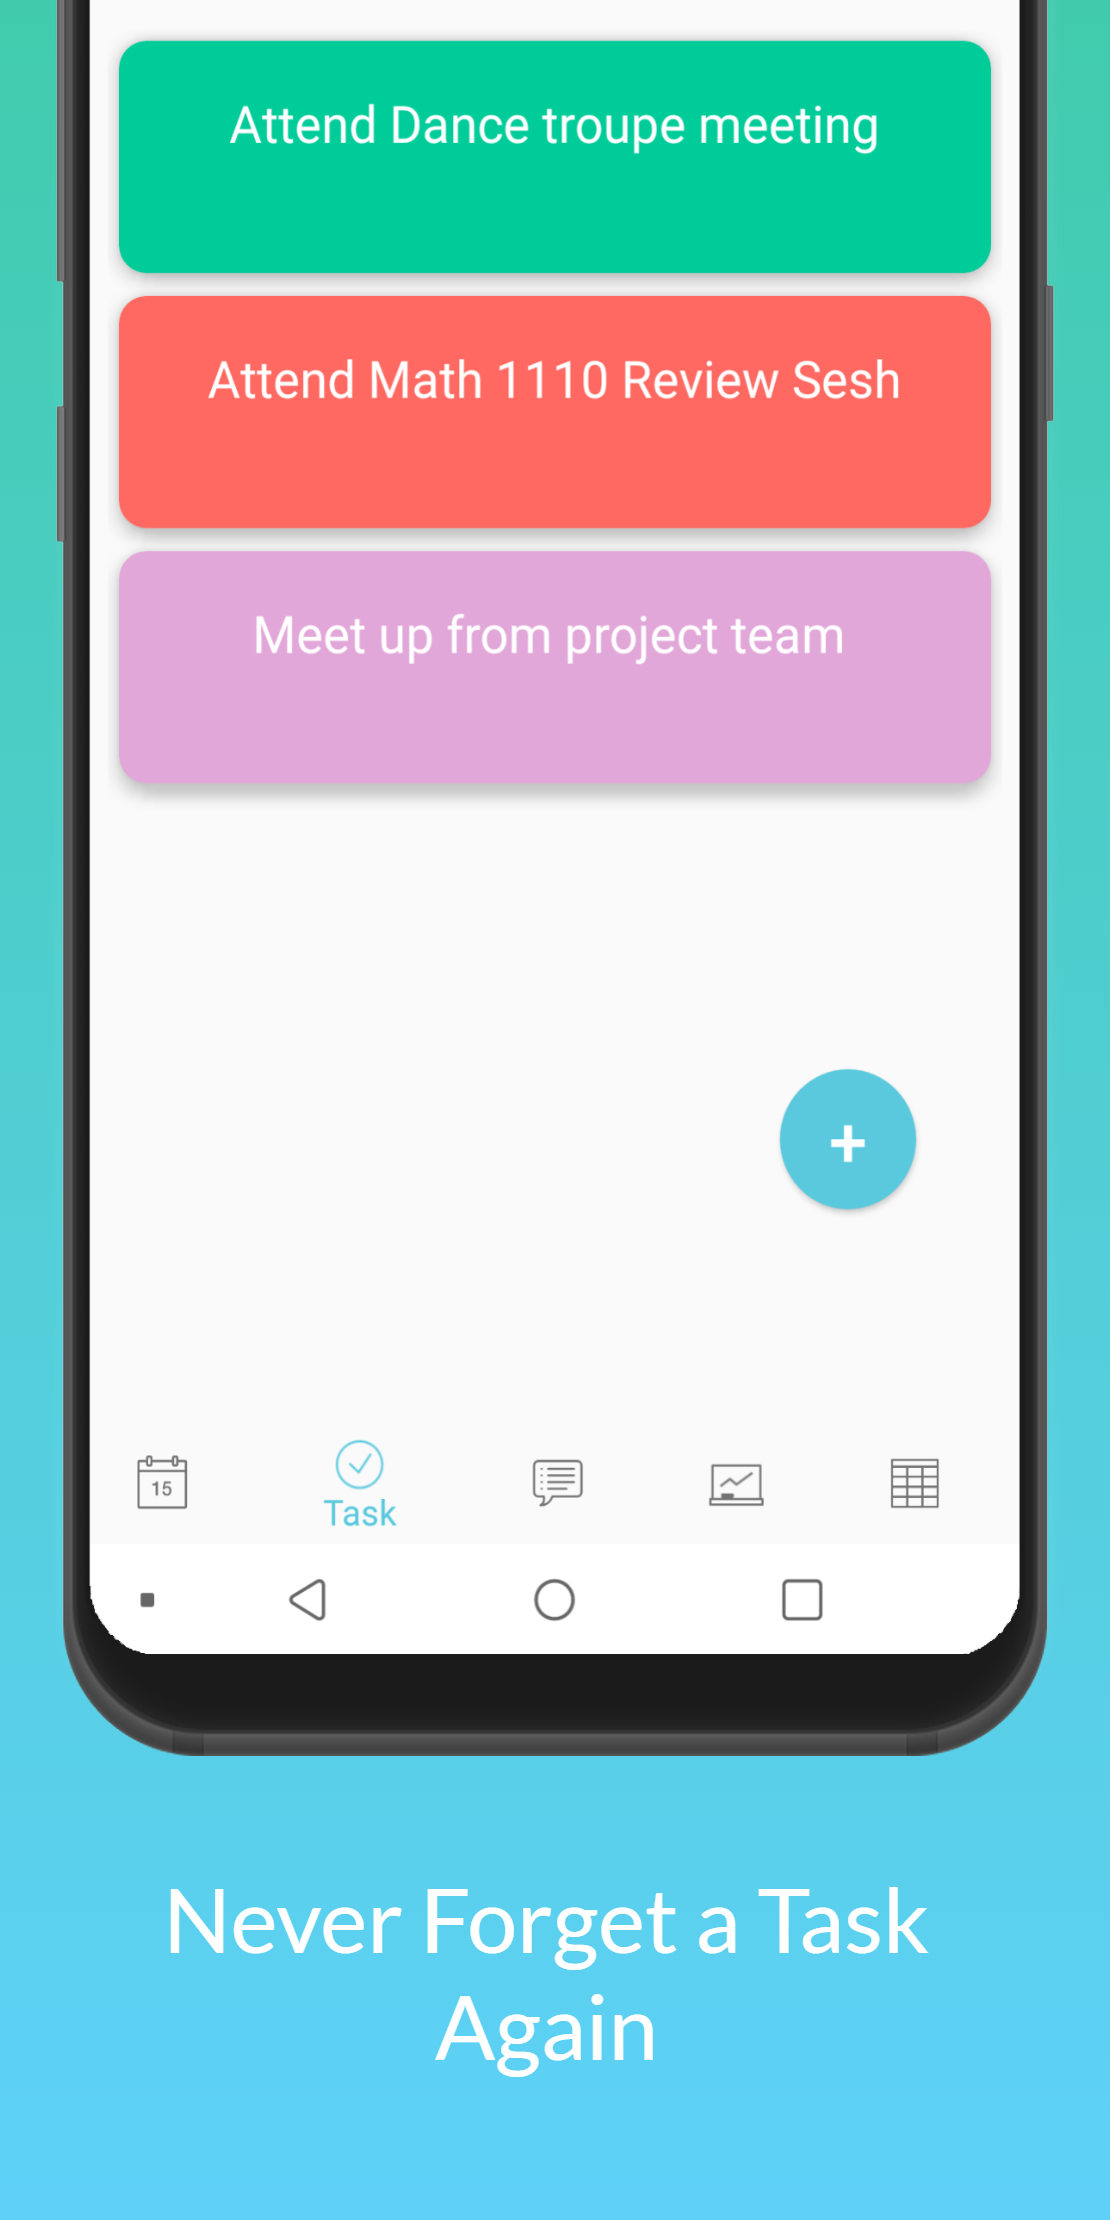 Attend Dance troupe meeting
Attend Math 1110 Review Sesh
Meet up from project team
+
15
Task
Never Forget a Task
Again